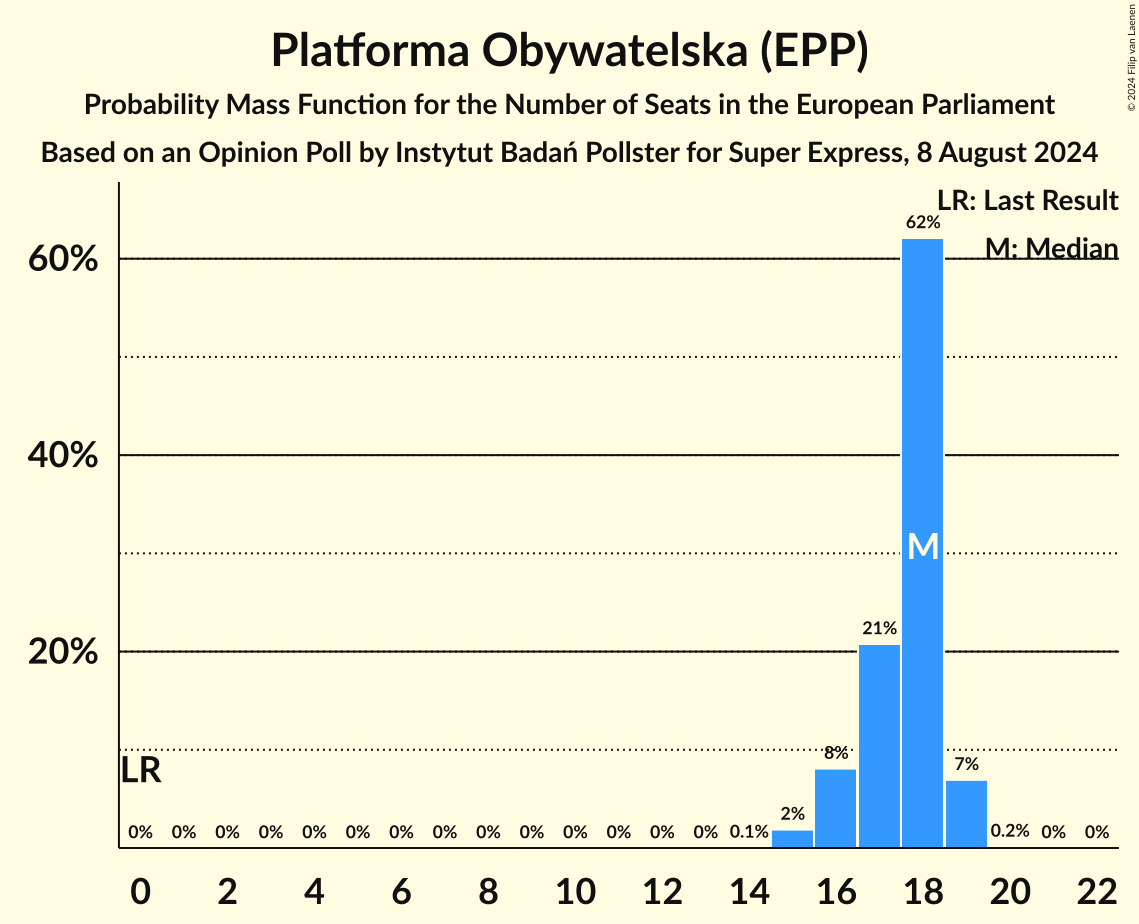 Platforma Obywatelska (EPP)
Probability Mass Function for the Number of Seats in the European Parliament
Based on an Opinion Poll by Instytut Badań Pollster for Super Express, 8 August 2024
© 2024 Filip van Laenen
LR: Last Result
M: Median
60%
40%
20%
62%
M
21%
8%
7%
LR
0% 0% 0% 0% 0% 0% 0% 0% 0% 0% 0% 0% 0% 0% 0.1% 2% 0.2% 0% 0%
0 2 4 6 8 10 12 14 16 18 20 22